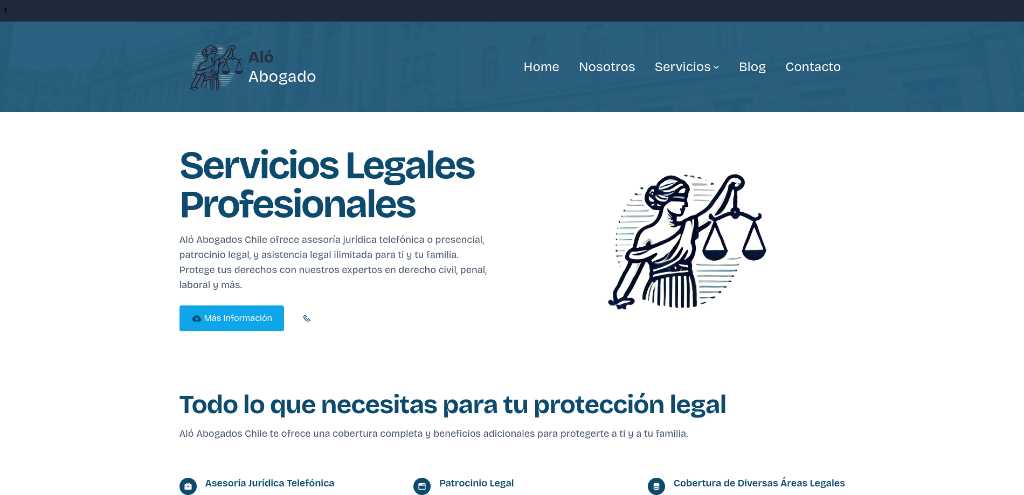 Aló
Abogado
Home Nosotros Servicios Blog Contacto
Servicios Legales
Profesionales
Aló Abogados Chile ofrece asesoría jurídica telefónica o presencial,
patrocinio legal, y asistencia legal ilimitada para ti y tu familia.
Protege tus derechos con nuestros expertos en derecho civil, penal,
laboral y más.
Más Información
Todo lo que necesitas para tu protección legal
Aló Abogados Chile te ofrece una cobertura completa y beneficios adicionales para protegerte a ti y a tu familia.
Asesoría Jurídica Telefónica Patrocinio Legal Cobertura de Diversas Áreas Legales